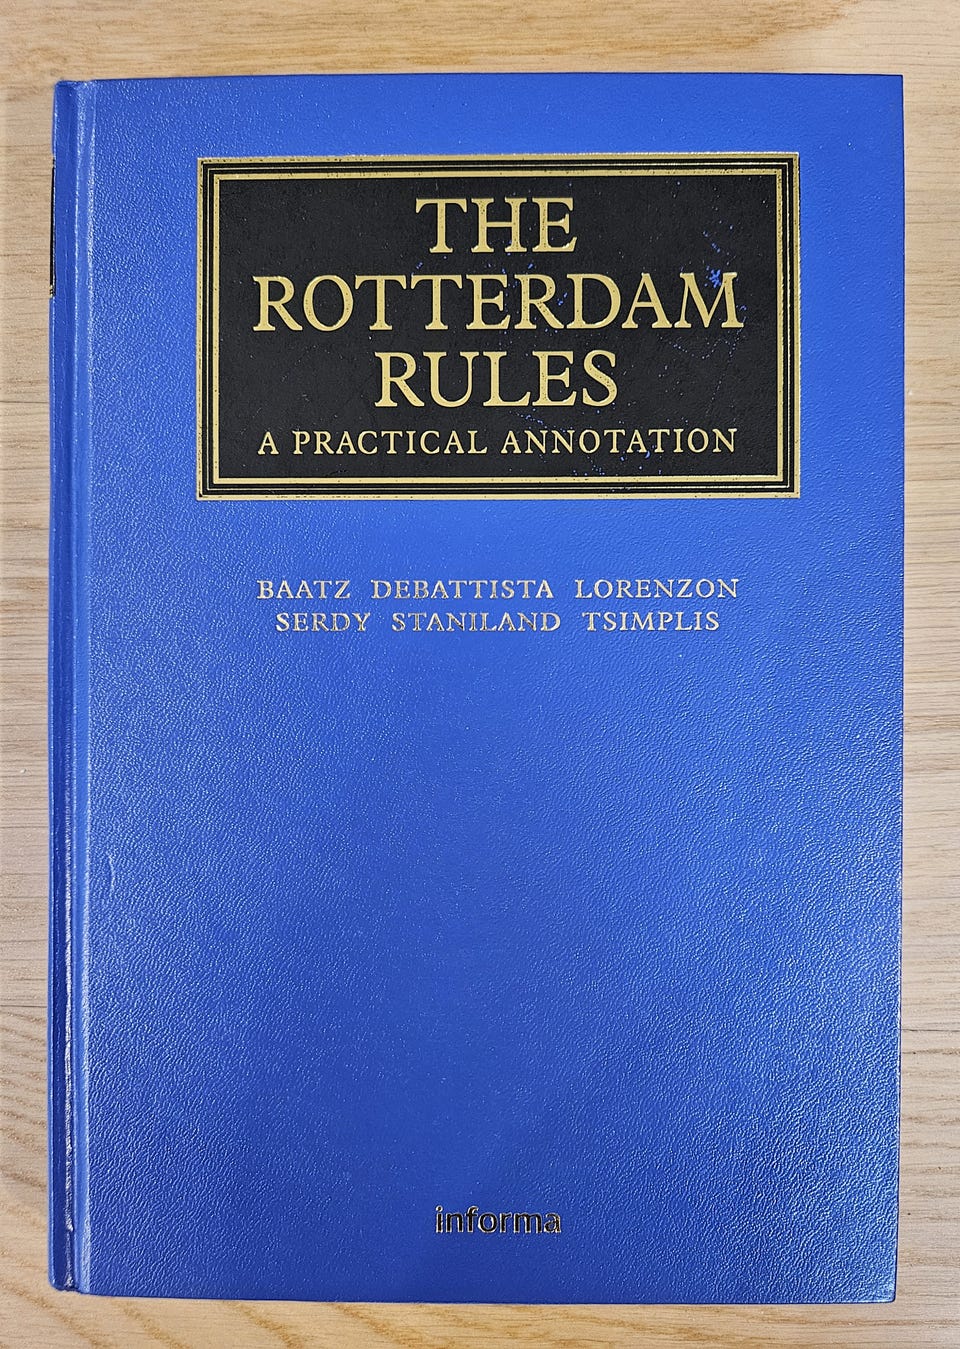 THE
ROTTERDAM
RULES
A PRACTICAL ANNOTATION
BAATZ DEBATTISTA LORENZON
SERDY STANILAND TSIMPLIS
informa